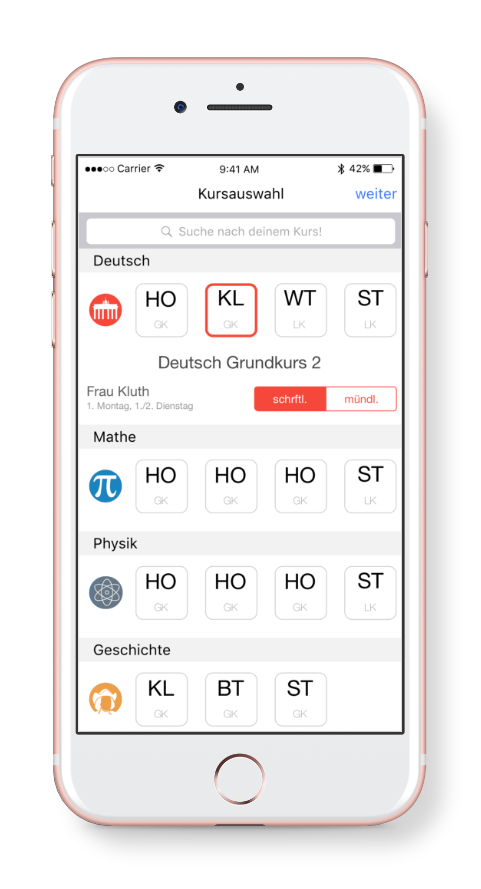 Carrier 9:41 AM 42%
Kursauswahl weiter
Suche nach deinem Kurs!
Deutsch
HO KL WT ST
GK GK LK LK
Deutsch Grundkurs 2
Frau Kluth
1. Montag, 1./2. Dienstag
schrftl. mündl.
Mathe
HO HO HO ST
GK GK GK LK
Physik
HO HO HO ST
GK GK GK LK
Geschichte
KL BT ST
GK GK GK